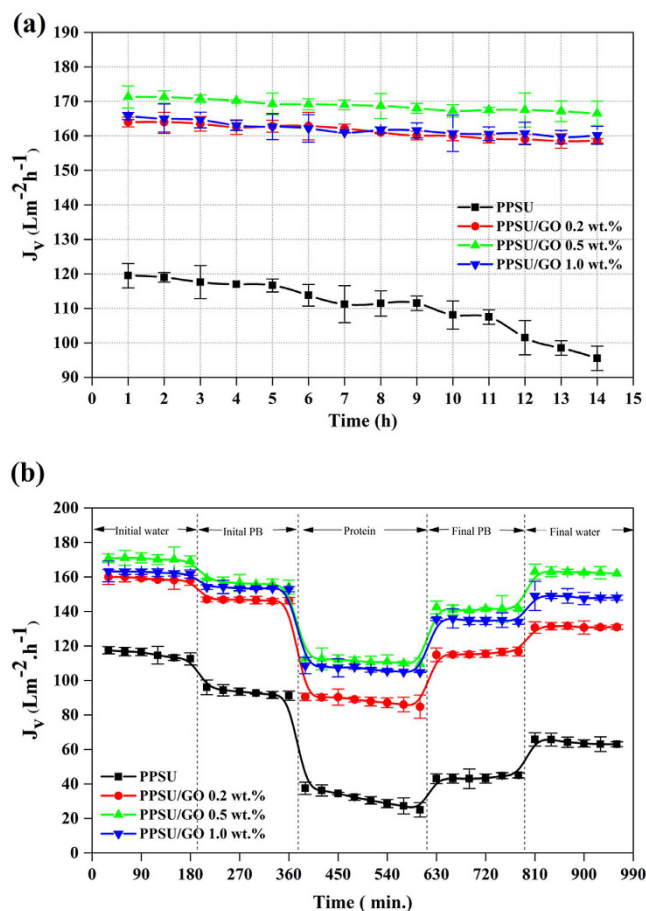 (a)
190
180
170
160
150
140
130
120
110
100
90
J_V (Lm⁻²h⁻¹)
PPSU
PPSU/GO 0.2 wt.%
PPSU/GO 0.5 wt.%
PPSU/GO 1.0 wt.%
0 1 2 3 4 5 6 7 8 9 10 11 12 13 14 15
Time (h)
(b)
200
180
160
140
120
100
80
60
40
20
0
J_V (Lm⁻².h⁻¹)
Initial water Inital PB Protein Final PB Final water
PPSU
PPSU/GO 0.2 wt.%
PPSU/GO 0.5 wt.%
PPSU/GO 1.0 wt.%
0 90 180 270 360 450 540 630 720 810 900 990
Time ( min.)